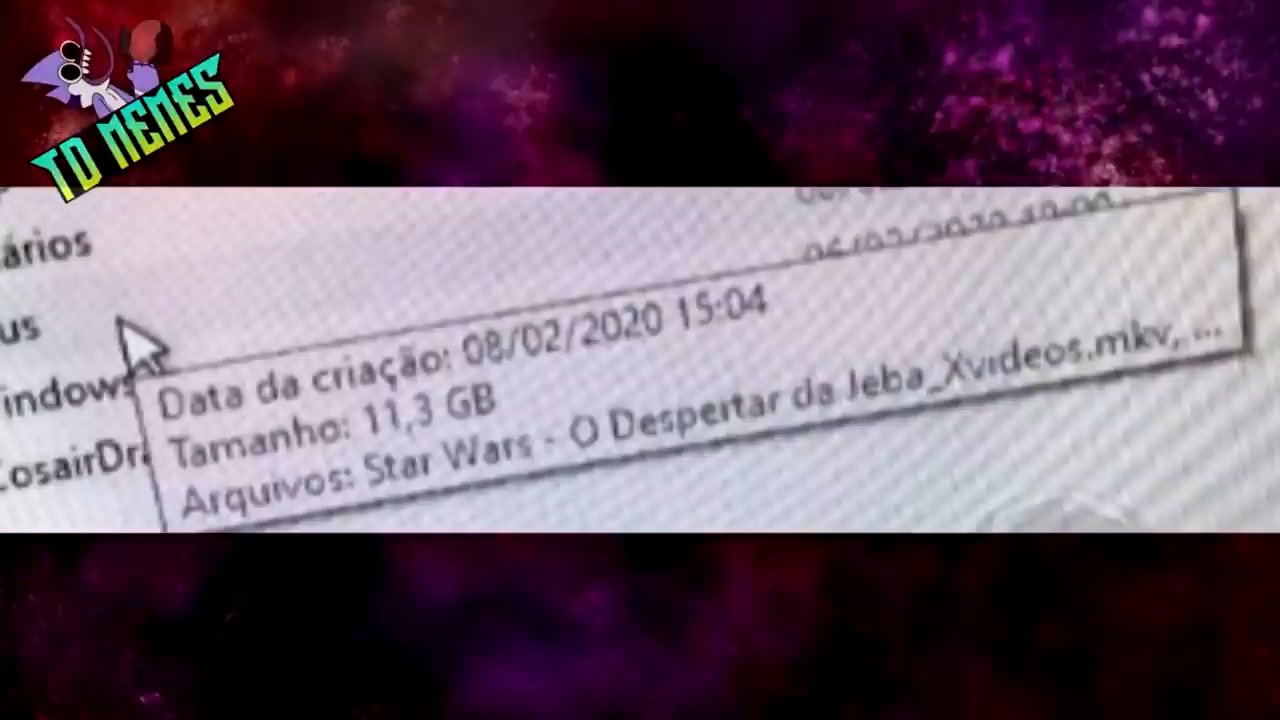 TD MEMES
ários
us
indows
Data da criação: 08/02/2020 15:04
Tamanho: 11,3 GB
Arquivos: Star Wars - O Despertar da Jeba_Xvideos.mkv, ...